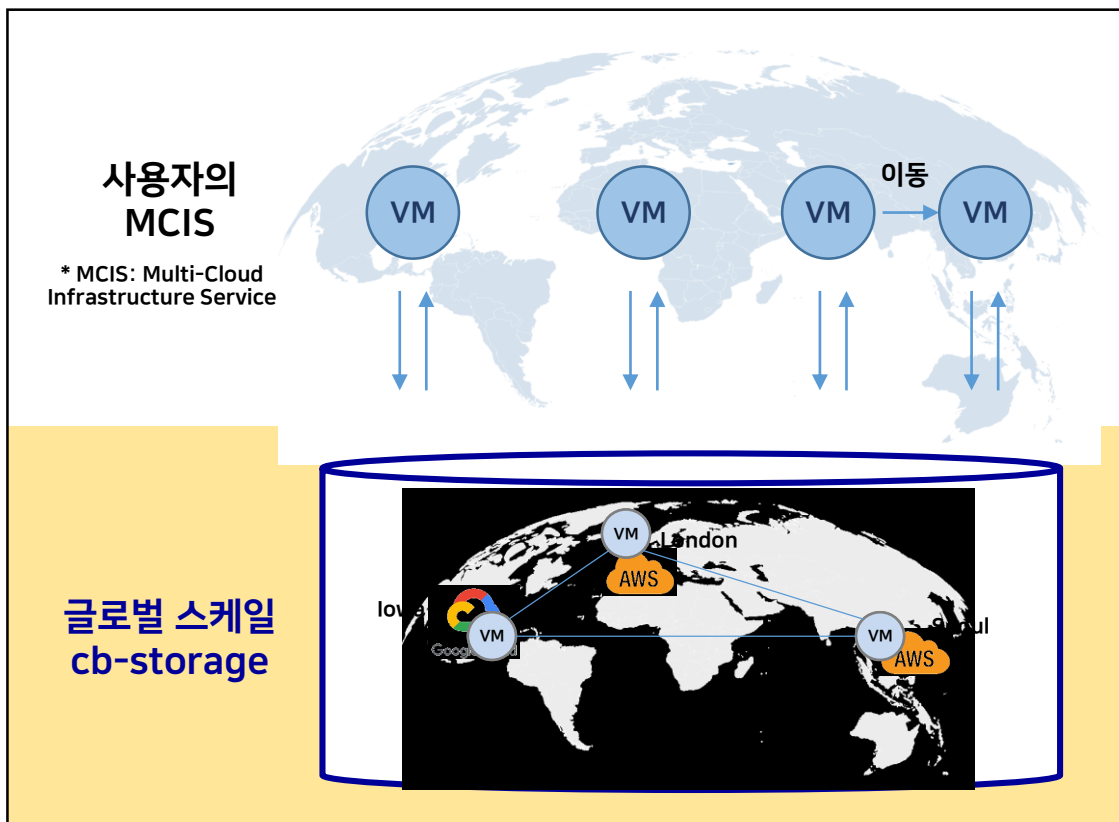 사용자의
MCIS
* MCIS: Multi-Cloud
Infrastructure Service
VM
VM
VM
이동
VM
글로벌 스케일
cb-storage
VM
London
AWS
VM
VM
Seoul
AWS